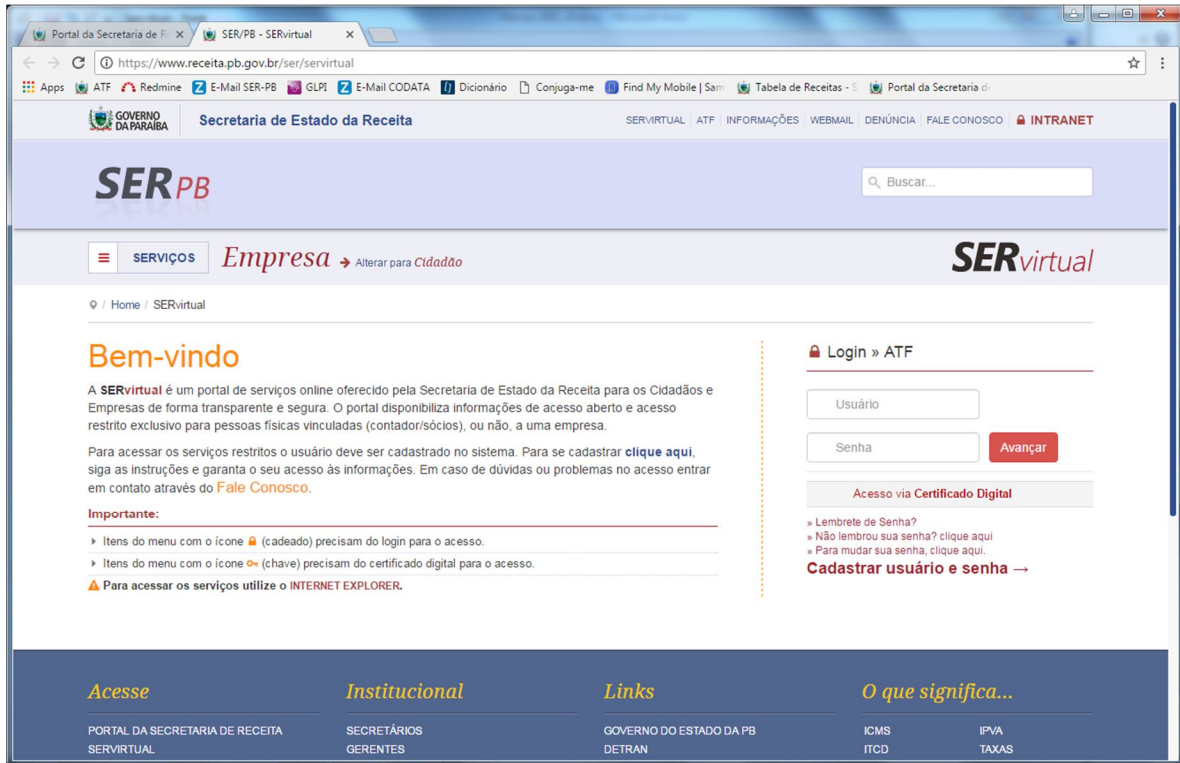 Portal da Secretaria de R
SER/PB - SERvirtual
https://www.receita.pb.gov.br/ser/servirtual
Apps ATF Redmine E-Mail SER-PB GLPI E-Mail CODATA Dicionário Conjuga-me Find My Mobile | Sam Tabela de Receitas - S Portal da Secretaria d
GOVERNO
DA PARAÍBA
Secretaria de Estado da Receita
SERVIRTUAL ATF INFORMAÇÕES WEBMAIL DENÚNCIA FALE CONOSCO INTRANET
SER PB
Buscar...
SERVIÇOS Empresa Alterar para Cidadão
SERvirtual
/ Home / SERvirtual
Bem-vindo
A SERvirtual é um portal de serviços online oferecido pela Secretaria de Estado da Receita para os Cidadãos e
Empresas de forma transparente e segura. O portal disponibiliza informações de acesso aberto e acesso
restrito exclusivo para pessoas físicas vinculadas (contador/sócios), ou não, a uma empresa.
Para acessar os serviços restritos o usuário deve ser cadastrado no sistema. Para se cadastrar clique aqui,
siga as instruções e garanta o seu acesso às informações. Em caso de dúvidas ou problemas no acesso entrar
em contato através do Fale Conosco.
Importante:
Itens do menu com o ícone (cadeado) precisam do login para o acesso.
Itens do menu com o ícone (chave) precisam do certificado digital para o acesso.
Para acessar os serviços utilize o INTERNET EXPLORER.
Login » ATF
Usuário
Senha
Avançar
Acesso via Certificado Digital
» Lembrete de Senha?
» Não lembrou sua senha? clique aqui
» Para mudar sua senha, clique aqui.
Cadastrar usuário e senha →
Acesse
PORTAL DA SECRETARIA DE RECEITA
SERVIRTUAL
Institucional
SECRETÁRIOS
GERENTES
Links
GOVERNO DO ESTADO DA PB
DETRAN
O que significa...
ICMS IPVA
ITCD TAXAS